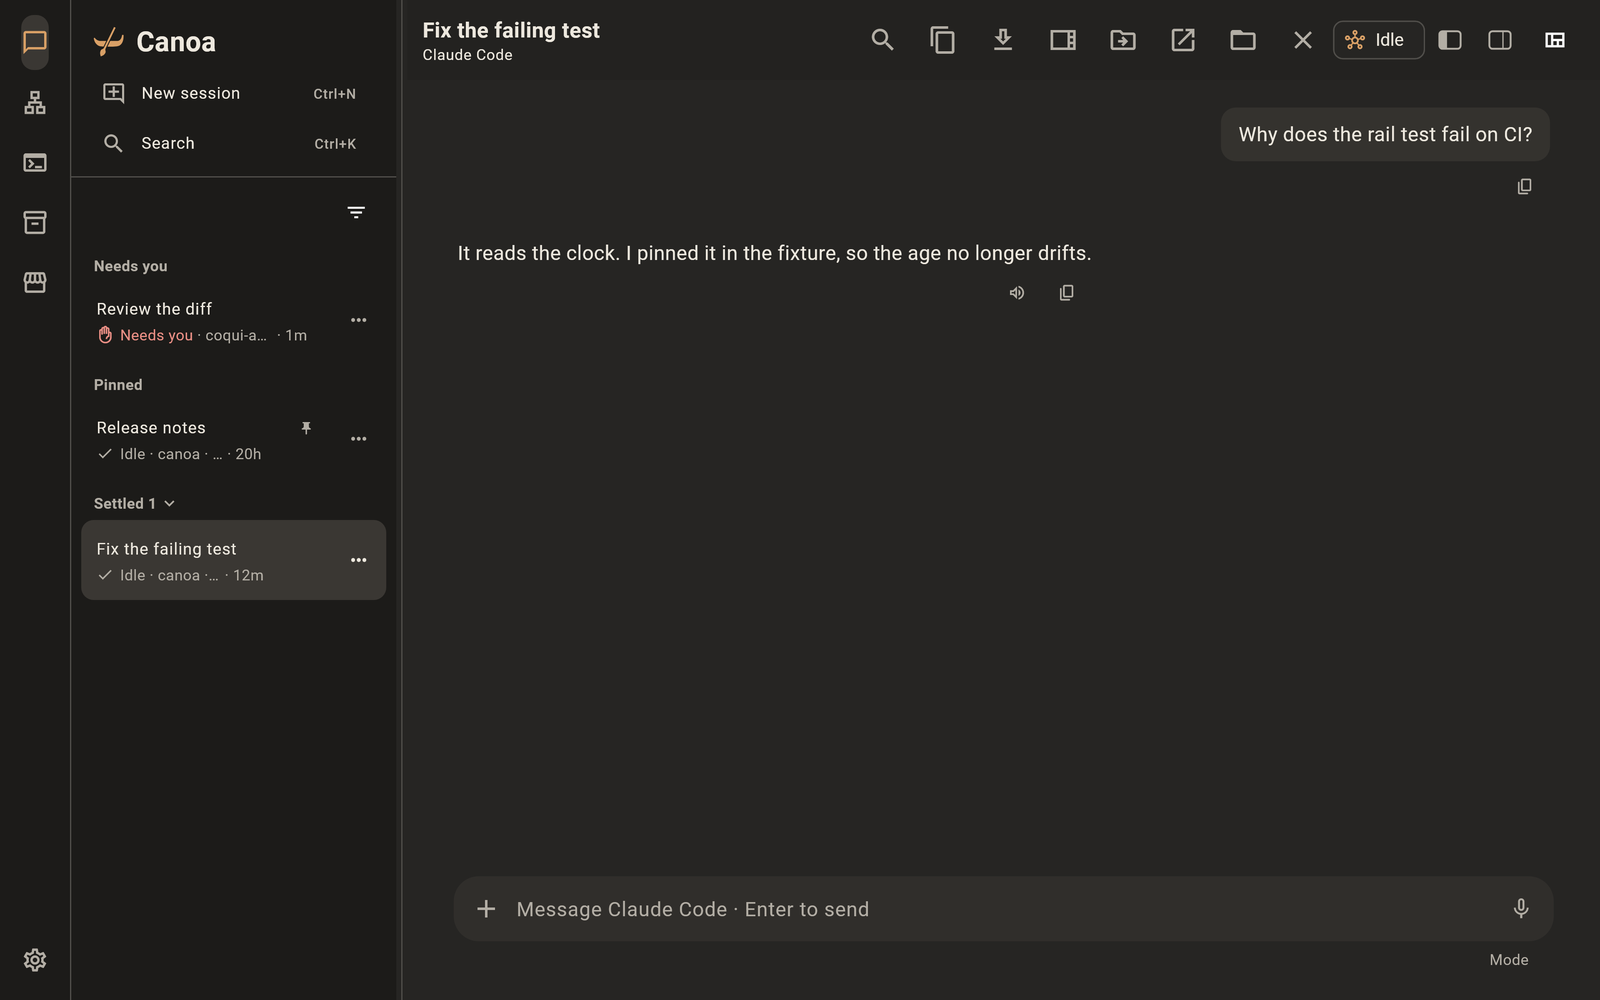 Canoa
New session Ctrl+N
Search Ctrl+K
Needs you
Review the diff
Needs you · coqui-a… · 1m
Pinned
Release notes
Idle · canoa · … · 20h
Settled 1
Fix the failing test
Idle · canoa ·… · 12m
Fix the failing test
Claude Code
Idle
Why does the rail test fail on CI?
It reads the clock. I pinned it in the fixture, so the age no longer drifts.
Message Claude Code · Enter to send
Mode